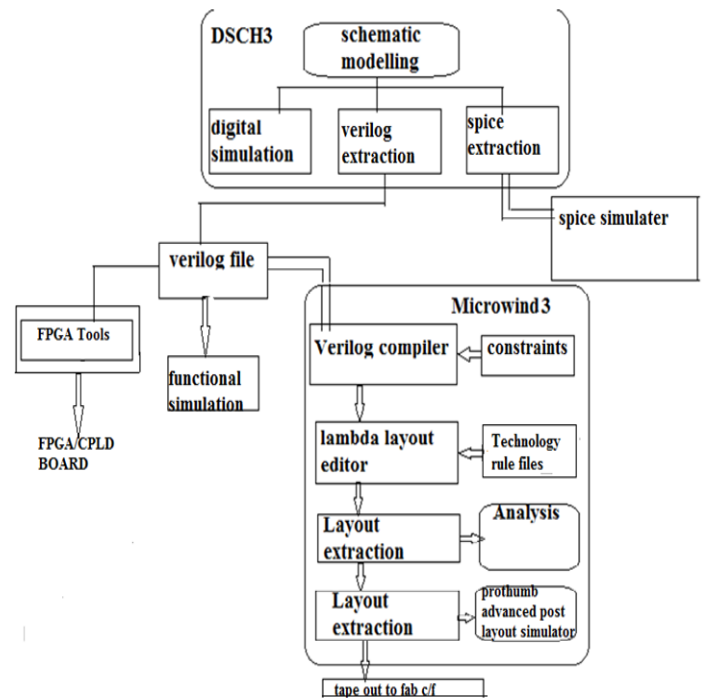 DSCH3
schematic
modelling
digital
simulation
verilog
extraction
spice
extraction
spice simulater
verilog file
FPGA Tools
functional
simulation
FPGA/CPLD
BOARD
Microwind3
Verilog compiler
constraints
lambda layout
editor
Technology
rule files
Layout
extraction
Analysis
Layout
extraction
prothumb
advanced post
layout simulator
tape out to fab c/f